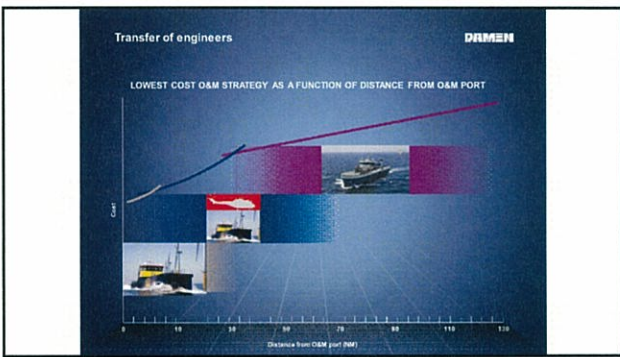 Transfer of engineers
DAMEN
LOWEST COST O&M STRATEGY AS A FUNCTION OF DISTANCE FROM O&M PORT
Cost
0 10 30 50 70 90 110 130
Distance from O&M port (NM)